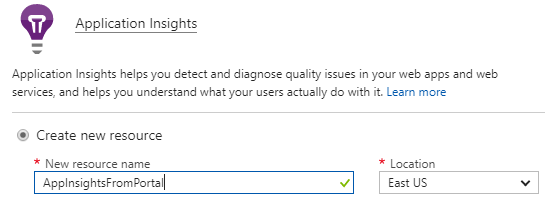 Application Insights
Application Insights helps you detect and diagnose quality issues in your web apps and web
services, and helps you understand what your users actually do with it. Learn more
Create new resource
* New resource name
* Location
AppInsightsFromPortal
East US